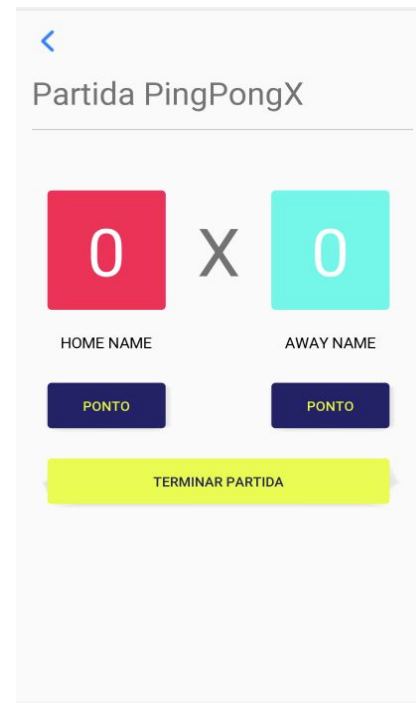 Partida PingPongX
0 X 0
HOME NAME AWAY NAME
PONTO PONTO
TERMINAR PARTIDA